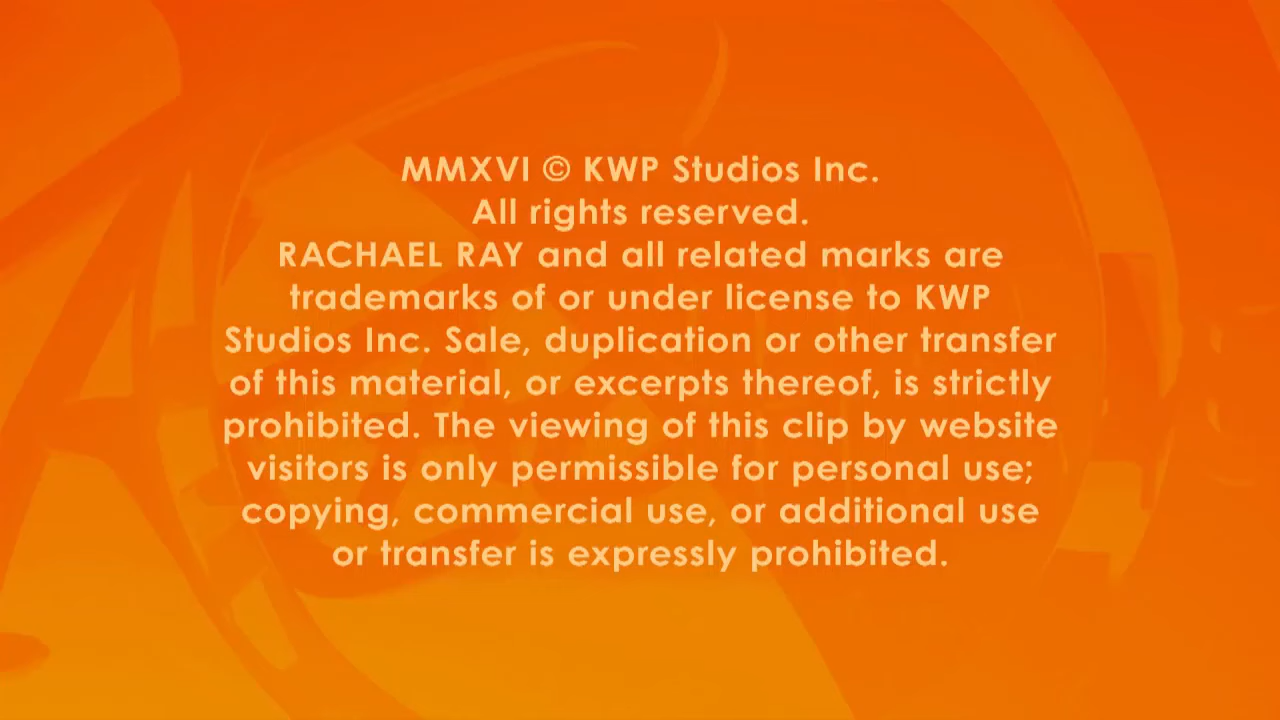 MMXVI © KWP Studios Inc.
All rights reserved.
RACHAEL RAY and all related marks are
trademarks of or under license to KWP
Studios Inc. Sale, duplication or other transfer
of this material, or excerpts thereof, is strictly
prohibited. The viewing of this clip by website
visitors is only permissible for personal use;
copying, commercial use, or additional use
or transfer is expressly prohibited.